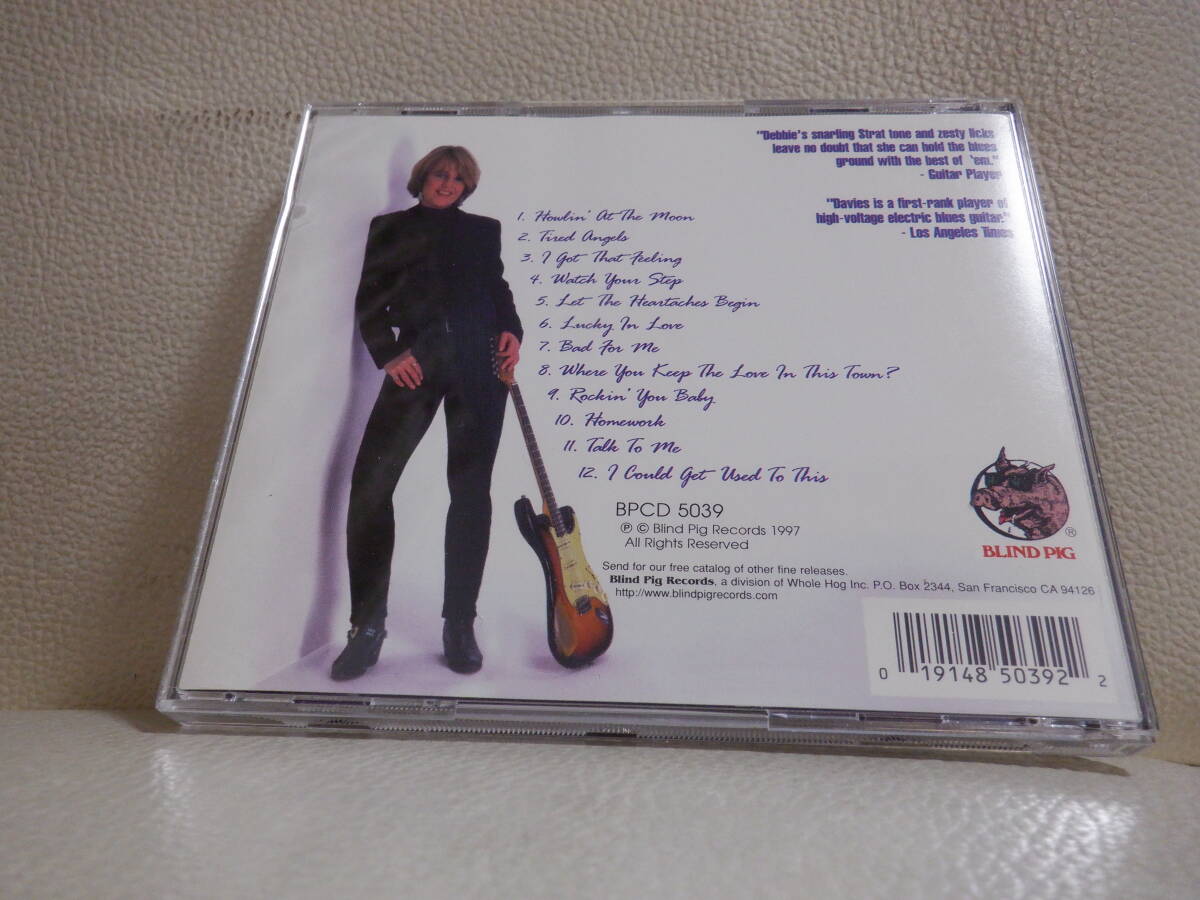 "Debbie's snarling Strat tone and zesty licks
leave no doubt that she can hold the blues
ground with the best of 'em."
- Guitar Player
"Davies is a first-rank player of
high-voltage electric blues guitar."
- Los Angeles Times
1. Howlin' At The Moon
2. Tired Angels
3. I Got That Feeling
4. Watch Your Step
5. Let The Heartaches Begin
6. Lucky In Love
7. Bad For Me
8. Where You Keep The Love In This Town?
9. Rockin' You Baby
10. Homework
11. Talk To Me
12. I Could Get Used To This
BPCD 5039
℗ © Blind Pig Records 1997
All Rights Reserved
®
BLIND PIG
Send for our free catalog of other fine releases.
Blind Pig Records, a division of Whole Hog Inc. P.O. Box 2344, San Francisco CA 94126
http://www.blindpigrecords.com
0 19148 50392 2